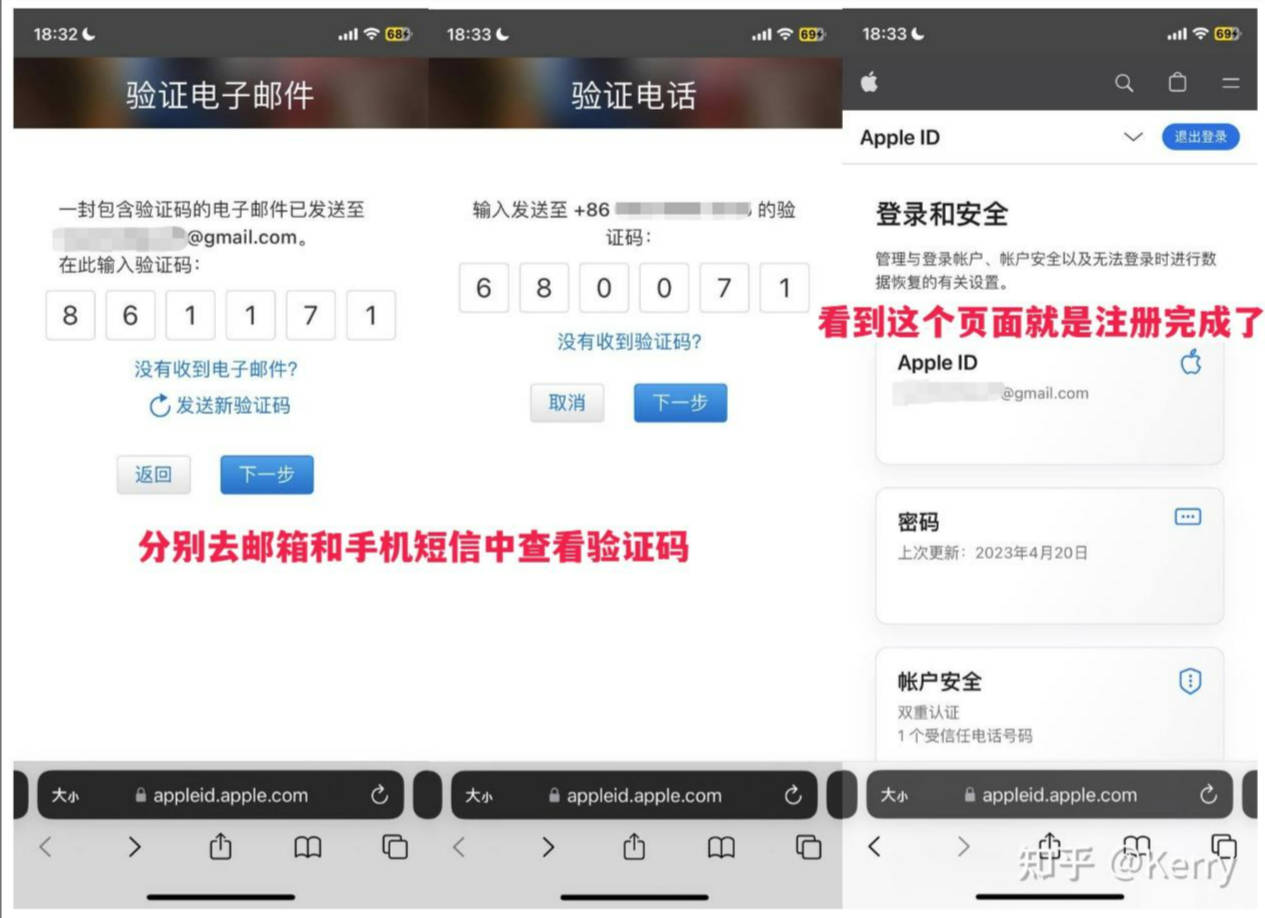 18:32
68
验证电子邮件
一封包含验证码的电子邮件已发送至
@gmail.com。
在此输入验证码：
8 6 1 1 7 1
没有收到电子邮件？
发送新验证码
返回
下一步
分别去邮箱和手机短信中查看验证码
大小
appleid.apple.com
18:33
69
验证电话
输入发送至 +86 的验
证码：
6 8 0 0 7 1
没有收到验证码？
取消
下一步
大小
appleid.apple.com
18:33
69
Apple ID
退出登录
登录和安全
管理与登录帐户、帐户安全以及无法登录时进行数
据恢复的有关设置。
看到这个页面就是注册完成了
Apple ID
@gmail.com
密码
上次更新：2023年4月20日
帐户安全
双重认证
1 个受信任电话号码
大小
appleid.apple.com
知乎 @Kerry